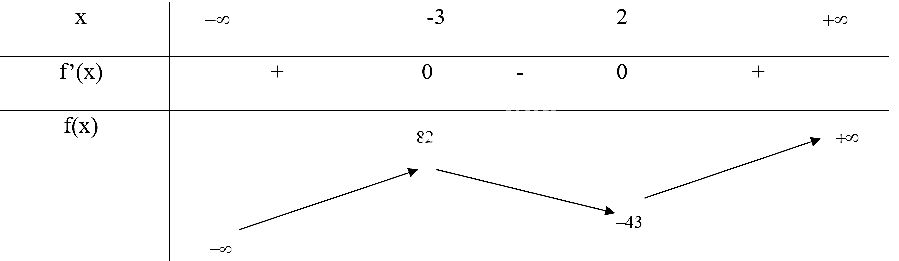 x –∞ -3 2 +∞
f’(x) + 0 - 0 +
f(x)
82 +∞
–43
–∞